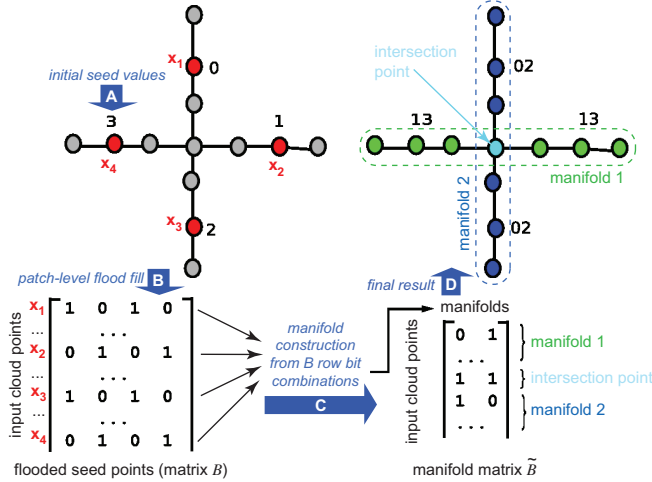 x1
0
initial seed values
A
3
x4
1
x2
x3
2
intersection
point
02
13
13
manifold 1
manifold 2
02
patch-level flood fill
B
final result
D
x1
1 0 1 0
...
...
x2
0 1 0 1
...
...
x3
1 0 1 0
...
...
x4
0 1 0 1
input cloud points
flooded seed points (matrix B)
manifold
construction
from B row bit
combinations
C
manifolds
0 1
...
1 1
1 0
...
input cloud points
manifold 1
intersection point
manifold 2
manifold matrix B̃